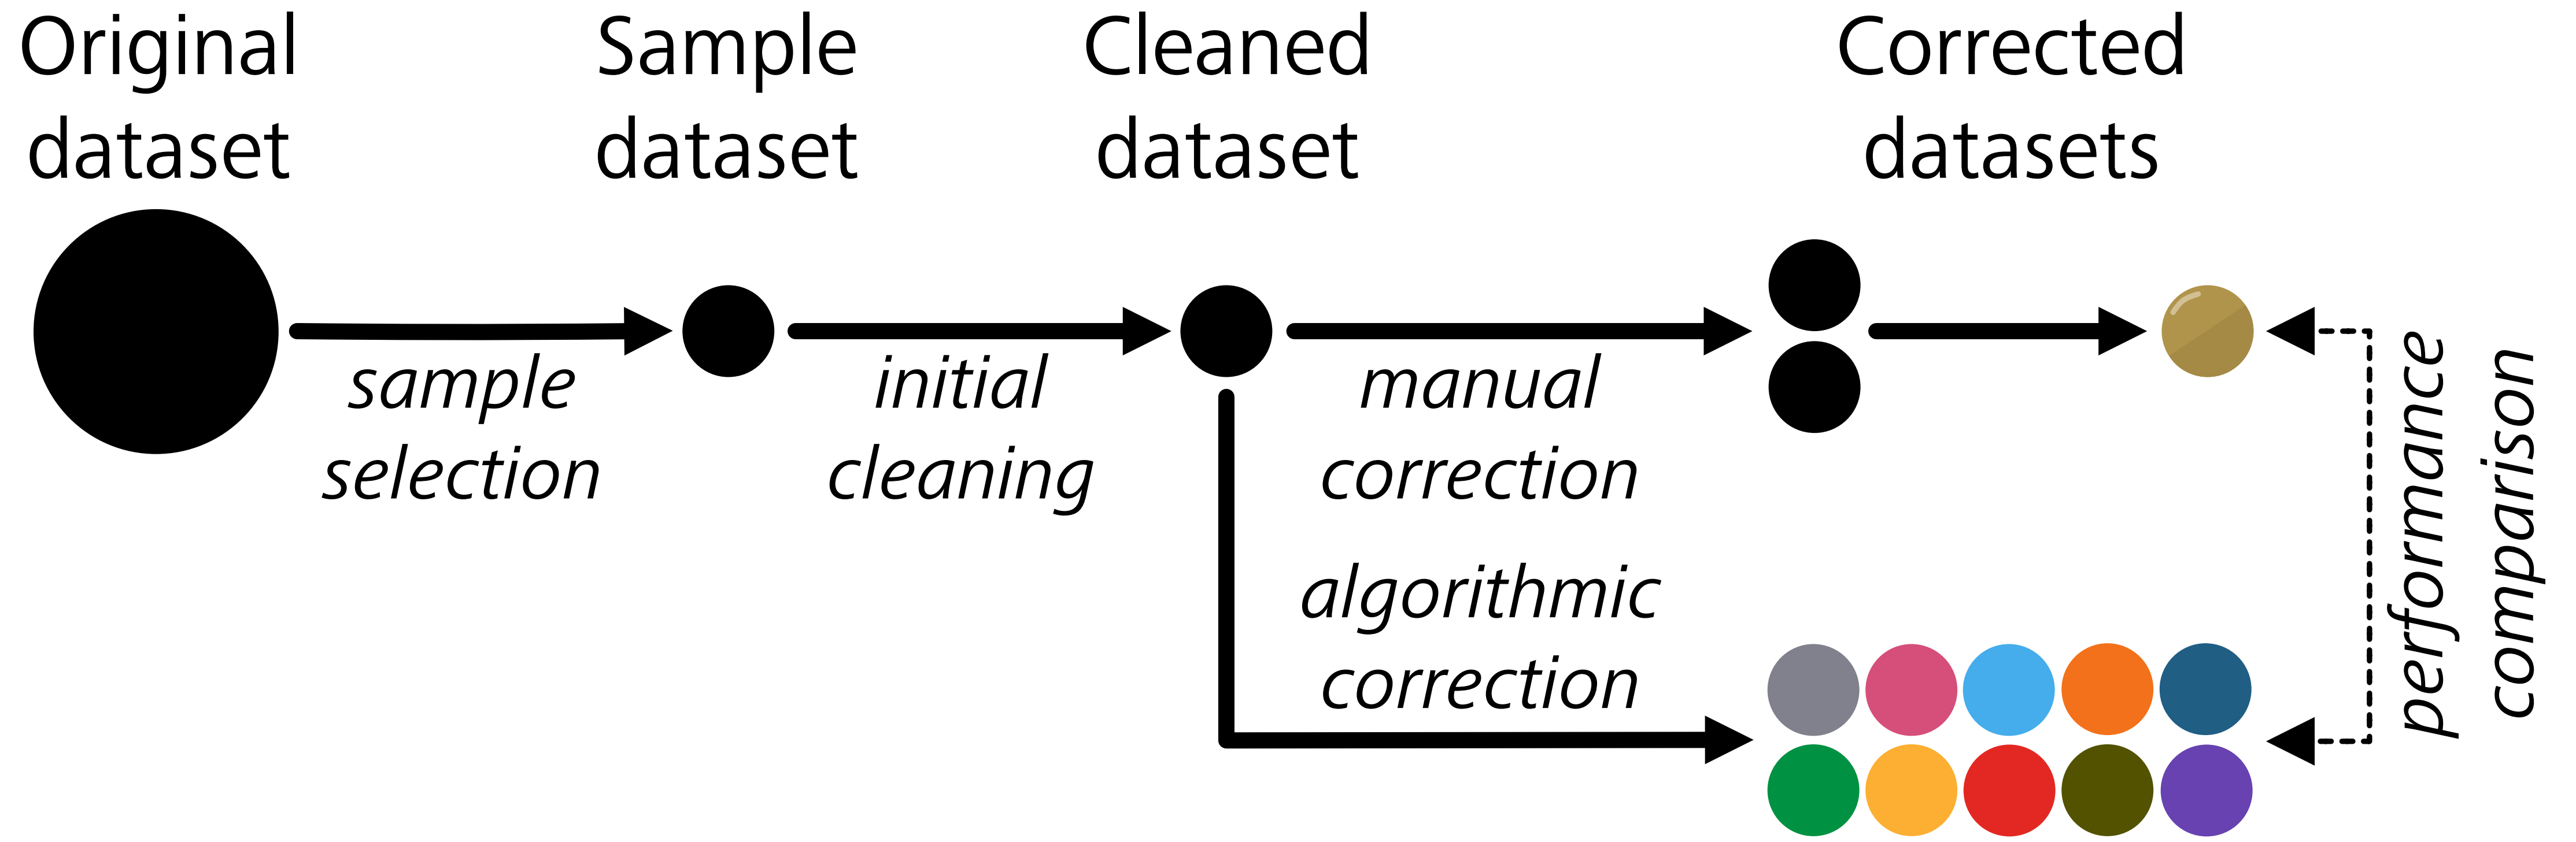 Original
dataset
Sample
dataset
Cleaned
dataset
Corrected
datasets
sample
selection
initial
cleaning
manual
correction
algorithmic
correction
performance
comparison